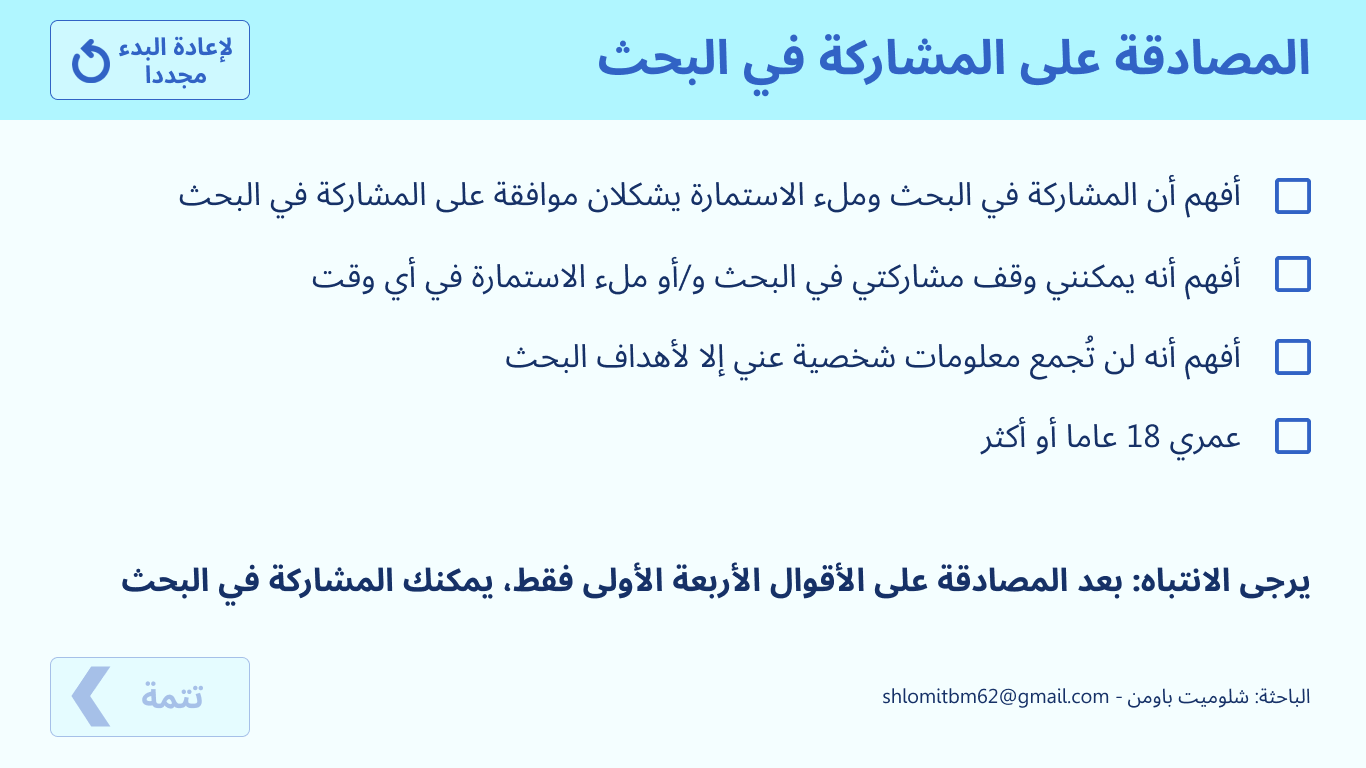 المصادقة على المشاركة في البحث
لإعادة البدء
مجددا
أفهم أن المشاركة في البحث وملء الاستمارة يشكلان موافقة على المشاركة في البحث
أفهم أنه يمكنني وقف مشاركتي في البحث و/أو ملء الاستمارة في أي وقت
أفهم أنه لن تُجمع معلومات شخصية عني إلا لأهداف البحث
عمري 18 عاما أو أكثر
يرجى الانتباه: بعد المصادقة على الأقوال الأربعة الأولى فقط، يمكنك المشاركة في البحث
الباحثة: شلوميت باومن - shlomitbm62@gmail.com
تتمة